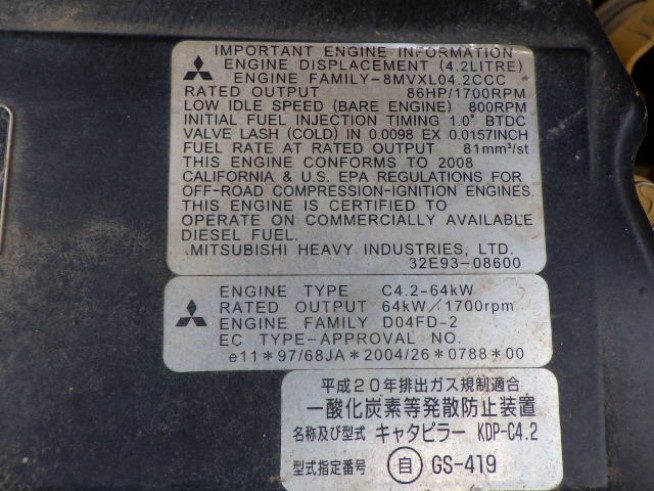 IMPORTANT ENGINE INFORMATION
ENGINE DISPLACEMENT (4.2LITRE)
ENGINE FAMILY-8MVXL04.2CCC
RATED OUTPUT 86HP/1700RPM
LOW IDLE SPEED (BARE ENGINE) 800RPM
INITIAL FUEL INJECTION TIMING 1.0° BTDC
VALVE LASH (COLD) IN 0.0098 EX 0.0157INCH
FUEL RATE AT RATED OUTPUT 81mm³/st
THIS ENGINE CONFORMS TO 2008
CALIFORNIA & U.S. EPA REGULATIONS FOR
OFF-ROAD COMPRESSION-IGNITION ENGINES.
THIS ENGINE IS CERTIFIED TO
OPERATE ON COMMERCIALLY AVAILABLE
DIESEL FUEL.
MITSUBISHI HEAVY INDUSTRIES, LTD.
32E93-08600
ENGINE TYPE C4.2-64kW
RATED OUTPUT 64kW/1700rpm
ENGINE FAMILY D04FD-2
EC TYPE-APPROVAL NO.
e11*97/68JA*2004/26*0788*00
平成20年排出ガス規制適合
一酸化炭素等発散防止装置
名称及び型式 キャタピラー KDP-C4.2
型式指定番号 自 GS-419